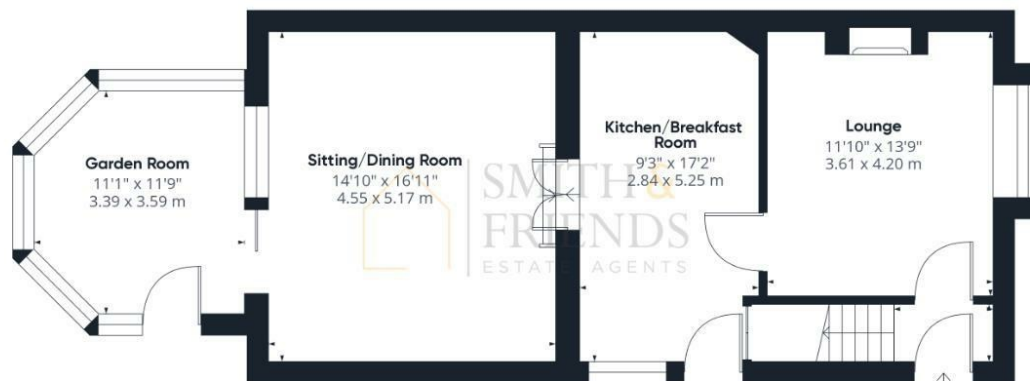 Garden Room
11'1" x 11'9"
3.39 x 3.59 m
Sitting/Dining Room
14'10" x 16'11"
4.55 x 5.17 m
Kitchen/Breakfast
Room
9'3" x 17'2"
2.84 x 5.25 m
Lounge
11'10" x 13'9"
3.61 x 4.20 m
SMITH&
FRIENDS
ESTATE AGENTS